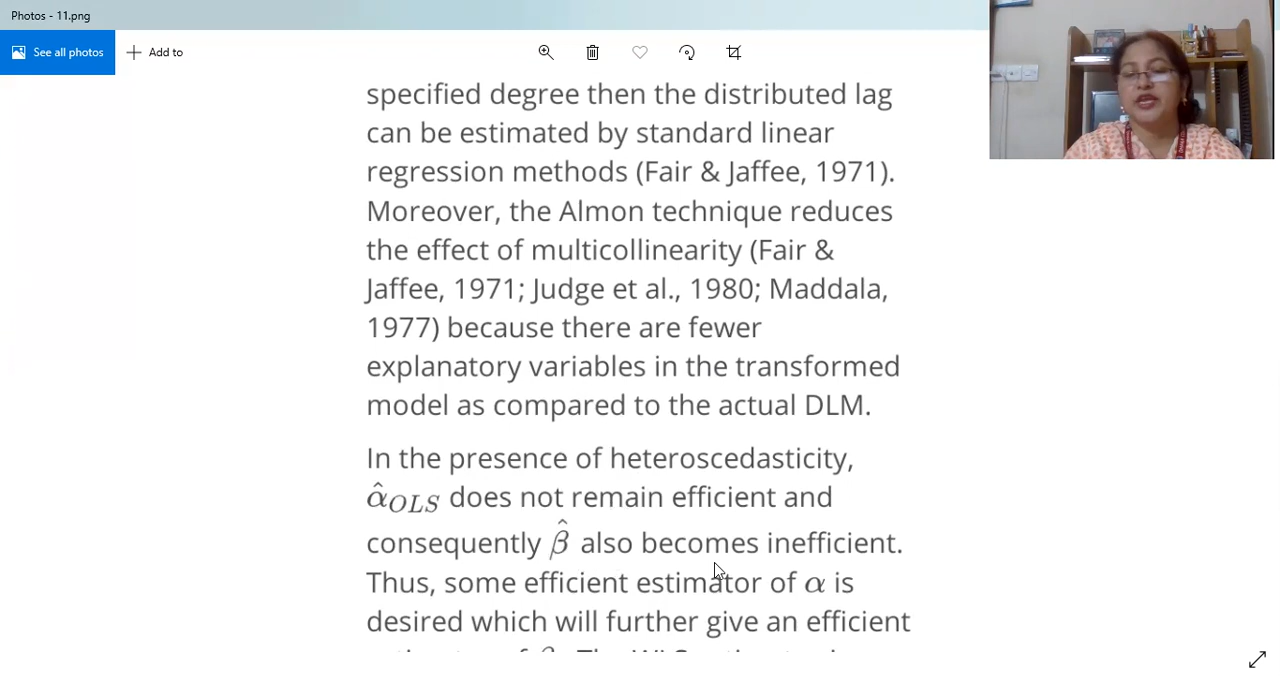 Photos - 11.png
See all photos
Add to
specified degree then the distributed lag
can be estimated by standard linear
regression methods (Fair & Jaffee, 1971).
Moreover, the Almon technique reduces
the effect of multicollinearity (Fair &
Jaffee, 1971; Judge et al., 1980; Maddala,
1977) because there are fewer
explanatory variables in the transformed
model as compared to the actual DLM.
In the presence of heteroscedasticity,
α̂OLS does not remain efficient and
consequently β̂ also becomes inefficient.
Thus, some efficient estimator of α is
desired which will further give an efficient